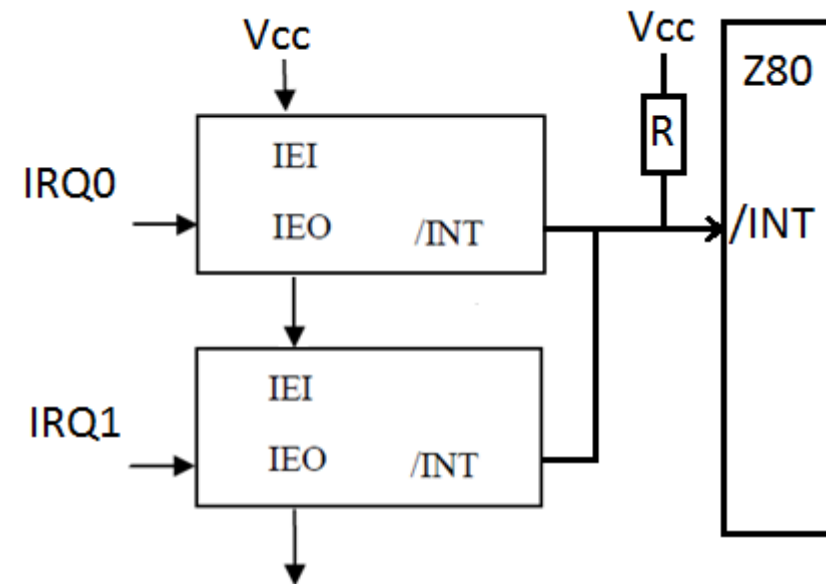 Vcc
Vcc
Z80
IEI
R
IRQ0
IEO
/INT
/INT
IEI
IRQ1
IEO
/INT